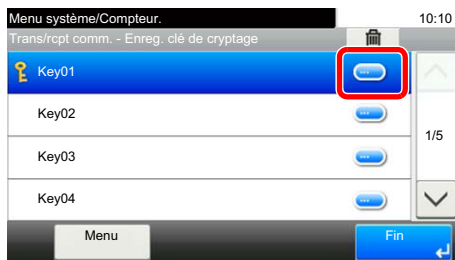 Menu système/Compteur.
10:10
Trans/rcpt comm. - Enreg. clé de cryptage
Key01
Key02
1/5
Key03
Key04
Menu
Fin